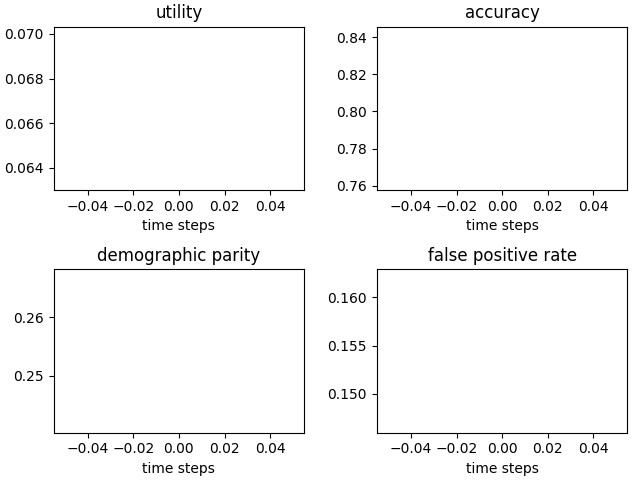 utility
0.070
0.068
0.066
0.064
−0.04 −0.02 0.00 0.02 0.04
time steps
accuracy
0.84
0.82
0.80
0.78
0.76
−0.04 −0.02 0.00 0.02 0.04
time steps
demographic parity
0.26
0.25
−0.04 −0.02 0.00 0.02 0.04
time steps
false positive rate
0.160
0.155
0.150
−0.04 −0.02 0.00 0.02 0.04
time steps